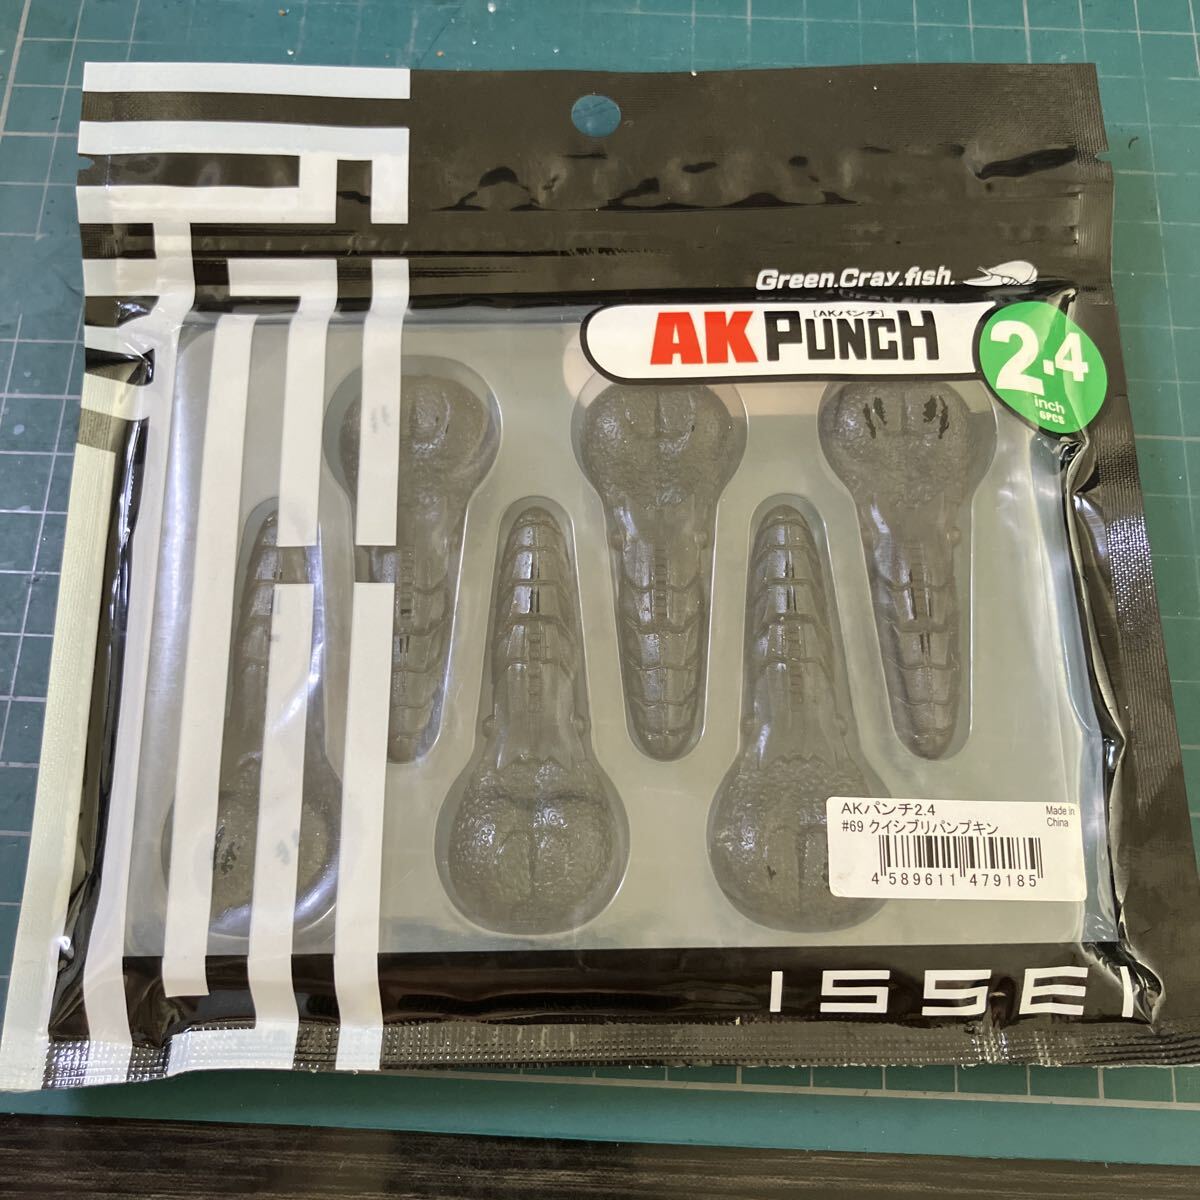 Green.Cray.fish.
[AKパンチ]
AK PUNCH
2.4
inch
6PCS
AKパンチ2.4
Made in
China
#69 クイシブリパンプキン
4 589611 479185
ISSEI